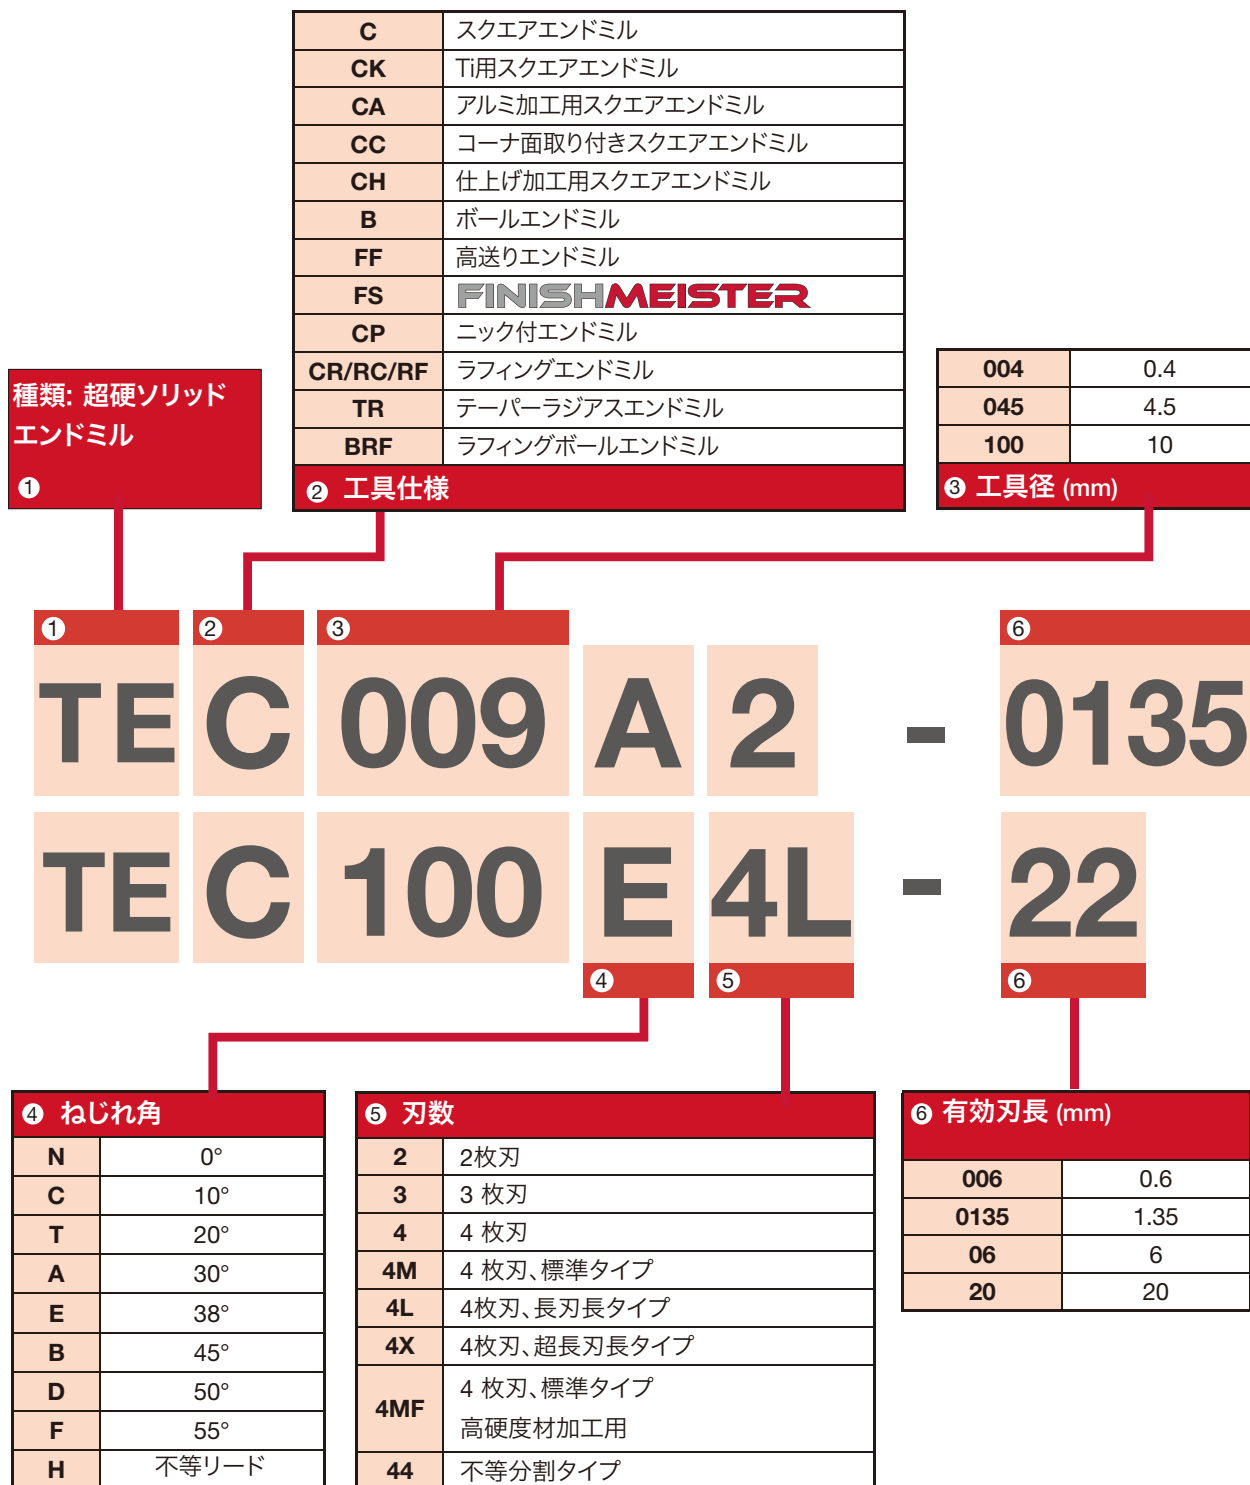 C スクエアエンドミル
CK Ti用スクエアエンドミル
CA アルミ加工用スクエアエンドミル
CC コーナ面取り付きスクエアエンドミル
CH 仕上げ加工用スクエアエンドミル
B ボールエンドミル
FF 高送りエンドミル
FS FINISHMEISTER
CP ニック付エンドミル
CR/RC/RF ラフィングエンドミル
TR テーパーラジアスエンドミル
BRF ラフィングボールエンドミル
❷ 工具仕様
種類: 超硬ソリッド
エンドミル
❶
004 0.4
045 4.5
100 10
❸ 工具径 (mm)
❶ ❷ ❸ ❻
TE C 009 A 2 - 0135
TE C 100 E 4L - 22
❹ ❺ ❻
❹ ねじれ角
N 0°
C 10°
T 20°
A 30°
E 38°
B 45°
D 50°
F 55°
H 不等リード
❺ 刃数
2 2枚刃
3 3 枚刃
4 4 枚刃
4M 4 枚刃、標準タイプ
4L 4枚刃、長刃長タイプ
4X 4枚刃、超長刃長タイプ
4MF 4 枚刃、標準タイプ
高硬度材加工用
44 不等分割タイプ
❻ 有効刃長 (mm)
006 0.6
0135 1.35
06 6
20 20